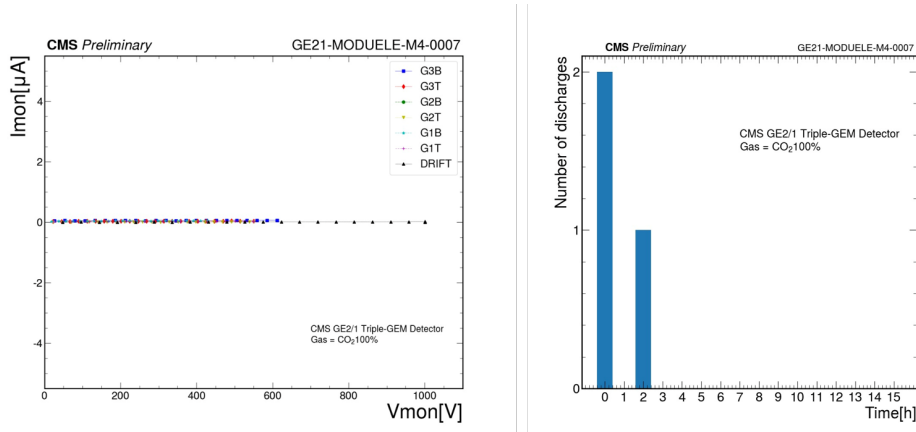 CMS Preliminary GE21-MODUELE-M4-0007
Imon[μA]
4
2
0
-2
-4
G3B
G3T
G2B
G2T
G1B
G1T
DRIFT
CMS GE2/1 Triple-GEM Detector
Gas = CO₂100%
0 200 400 600 800 1000
Vmon[V]
CMS Preliminary GE21-MODUELE-M4-0007
Number of discharges
2
1
0
CMS GE2/1 Triple-GEM Detector
Gas = CO₂100%
0 1 2 3 4 5 6 7 8 9 10 11 12 13 14 15
Time[h]